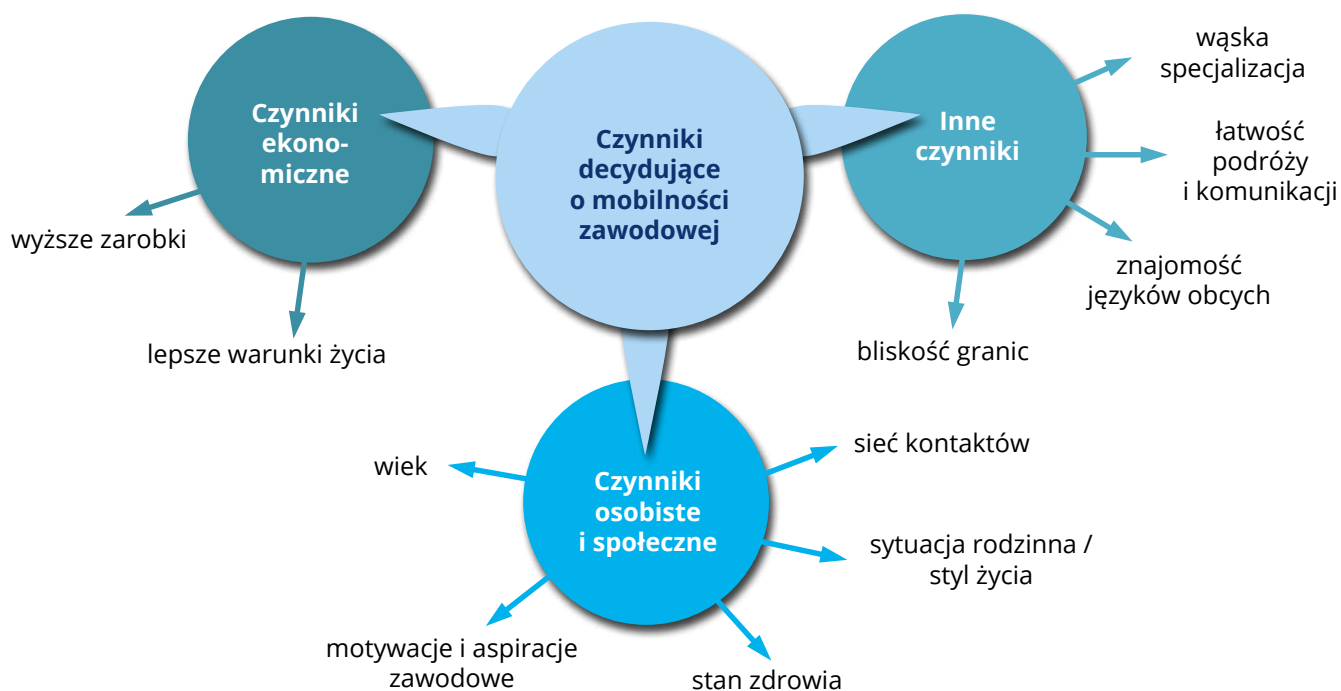 Czynniki
decydujące
o mobilności
zawodowej
Czynniki
ekono-
miczne
wyższe zarobki
lepsze warunki życia
Inne
czynniki
wąska
specjalizacja
łatwość
podróży
i komunikacji
znajomość
języków obcych
bliskość granic
Czynniki
osobiste
i społeczne
wiek
sieć kontaktów
sytuacja rodzinna /
styl życia
motywacje i aspiracje
zawodowe
stan zdrowia